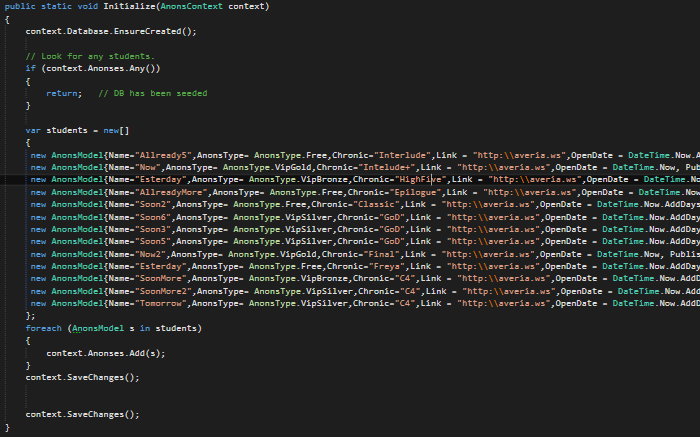 public static void Initialize(AnonsContext context)
{
context.Database.EnsureCreated();
// Look for any students.
if (context.Anonses.Any())
{
return;   // DB has been seeded
}
var students = new[]
{
new AnonsModel{Name="Allready5",AnonsType= AnonsType.Free,Chronic="Interlude",Link = "http:\\averia.ws",OpenDate = DateTime.Now.A
new AnonsModel{Name="Now",AnonsType= AnonsType.VipGold,Chronic="Intelude+",Link = "http:\\averia.ws",OpenDate = DateTime.Now, Pub
new AnonsModel{Name="Esterday",AnonsType= AnonsType.VipBronze,Chronic="HighFive",Link = "http:\\averia.ws",OpenDate = DateTime.No
new AnonsModel{Name="AllreadyMore",AnonsType= AnonsType.Free,Chronic="Epilogue",Link = "http:\\averia.ws",OpenDate = DateTime.Now
new AnonsModel{Name="Soon2",AnonsType= AnonsType.Free,Chronic="Classic",Link = "http:\\averia.ws",OpenDate = DateTime.Now.AddDays
new AnonsModel{Name="Soon6",AnonsType= AnonsType.VipSilver,Chronic="GoD",Link = "http:\\averia.ws",OpenDate = DateTime.Now.AddDay
new AnonsModel{Name="Soon3",AnonsType= AnonsType.VipSilver,Chronic="GoD",Link = "http:\\averia.ws",OpenDate = DateTime.Now.AddDay
new AnonsModel{Name="Soon5",AnonsType= AnonsType.VipSilver,Chronic="GoD",Link = "http:\\averia.ws",OpenDate = DateTime.Now.AddDay
new AnonsModel{Name="Now2",AnonsType= AnonsType.VipGold,Chronic="Final",Link = "http:\\averia.ws",OpenDate = DateTime.Now, Publis
new AnonsModel{Name="Esterday",AnonsType= AnonsType.Free,Chronic="Freya",Link = "http:\\averia.ws",OpenDate = DateTime.Now.AddDay
new AnonsModel{Name="SoonMore",AnonsType= AnonsType.VipBronze,Chronic="C4",Link = "http:\\averia.ws",OpenDate = DateTime.Now.AddD
new AnonsModel{Name="SoonMore2",AnonsType= AnonsType.VipSilver,Chronic="C4",Link = "http:\\averia.ws",OpenDate = DateTime.Now.Add
new AnonsModel{Name="Tomorrow",AnonsType= AnonsType.VipSilver,Chronic="C4",Link = "http:\\averia.ws",OpenDate = DateTime.Now.AddD
};
foreach (AnonsModel s in students)
{
context.Anonses.Add(s);
}
context.SaveChanges();
context.SaveChanges();
}